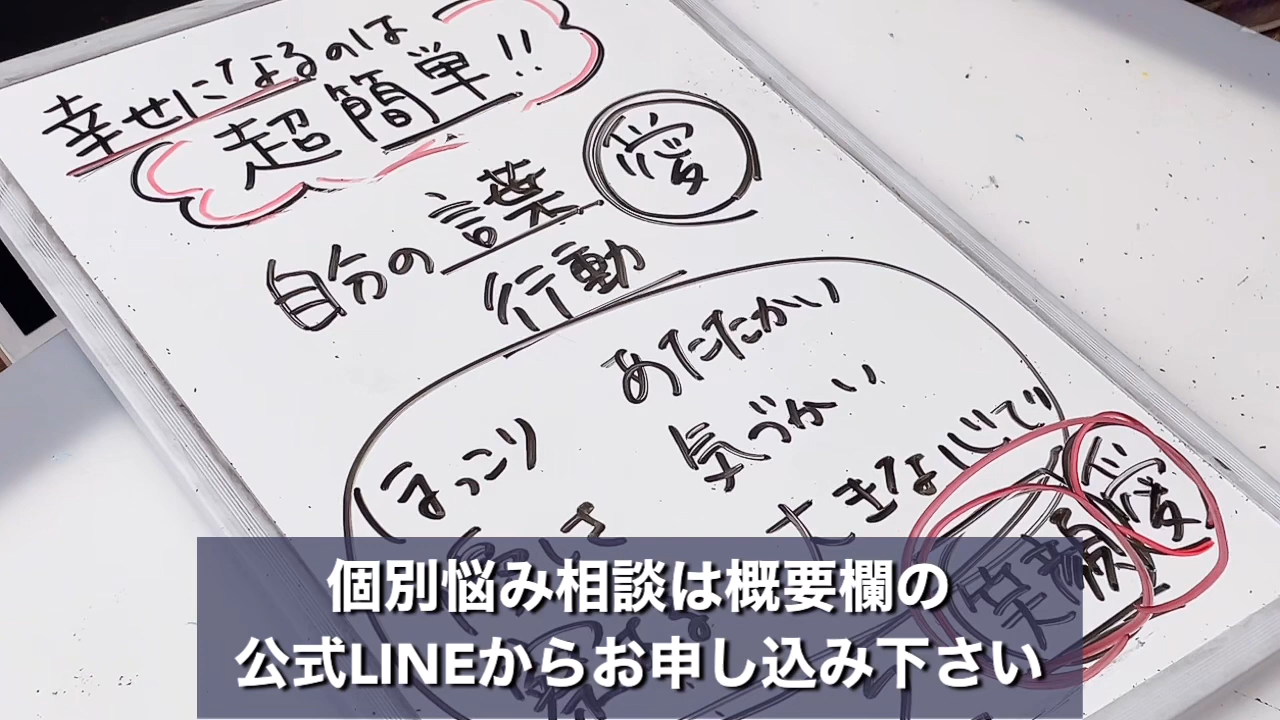 幸せになるのは
超簡単!!
愛
自分の言葉
行動
あたたかい
気づかい
ほっこり
大きなじじで
愛
笑顔
個別悩み相談は概要欄の
公式LINEからお申し込み下さい